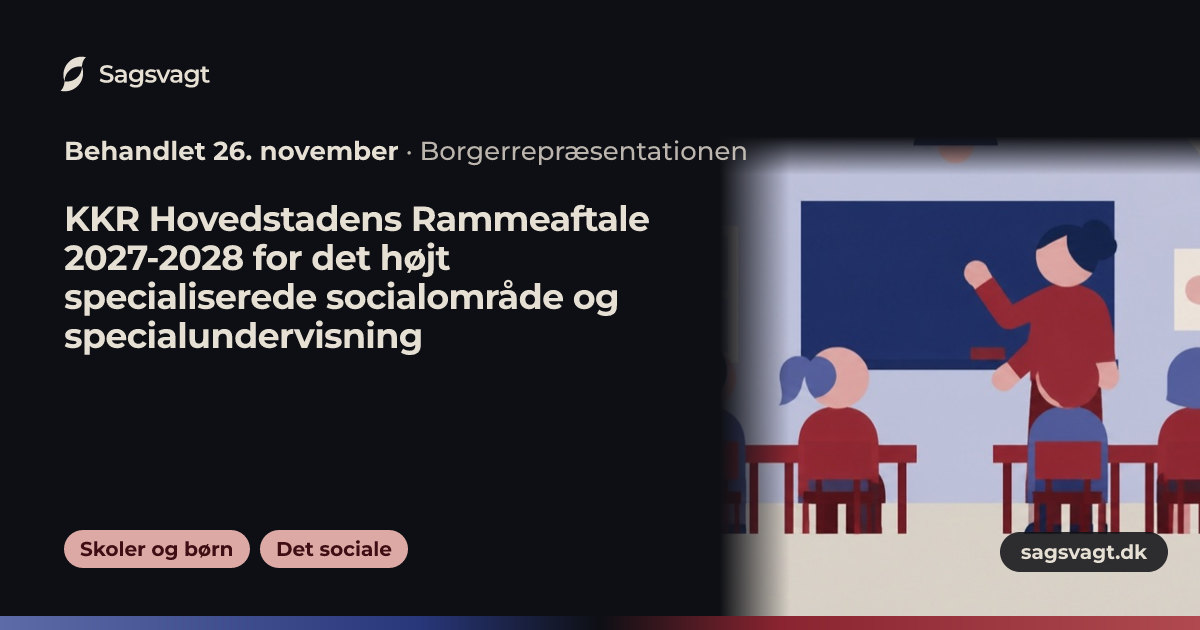 Sagsvagt
Behandlet 26. november · Borgerrepræsentationen
KKR Hovedstadens Rammeaftale
2027-2028 for det højt
specialiserede socialområde og
specialundervisning
Skoler og børn
Det sociale
sagsvagt.dk